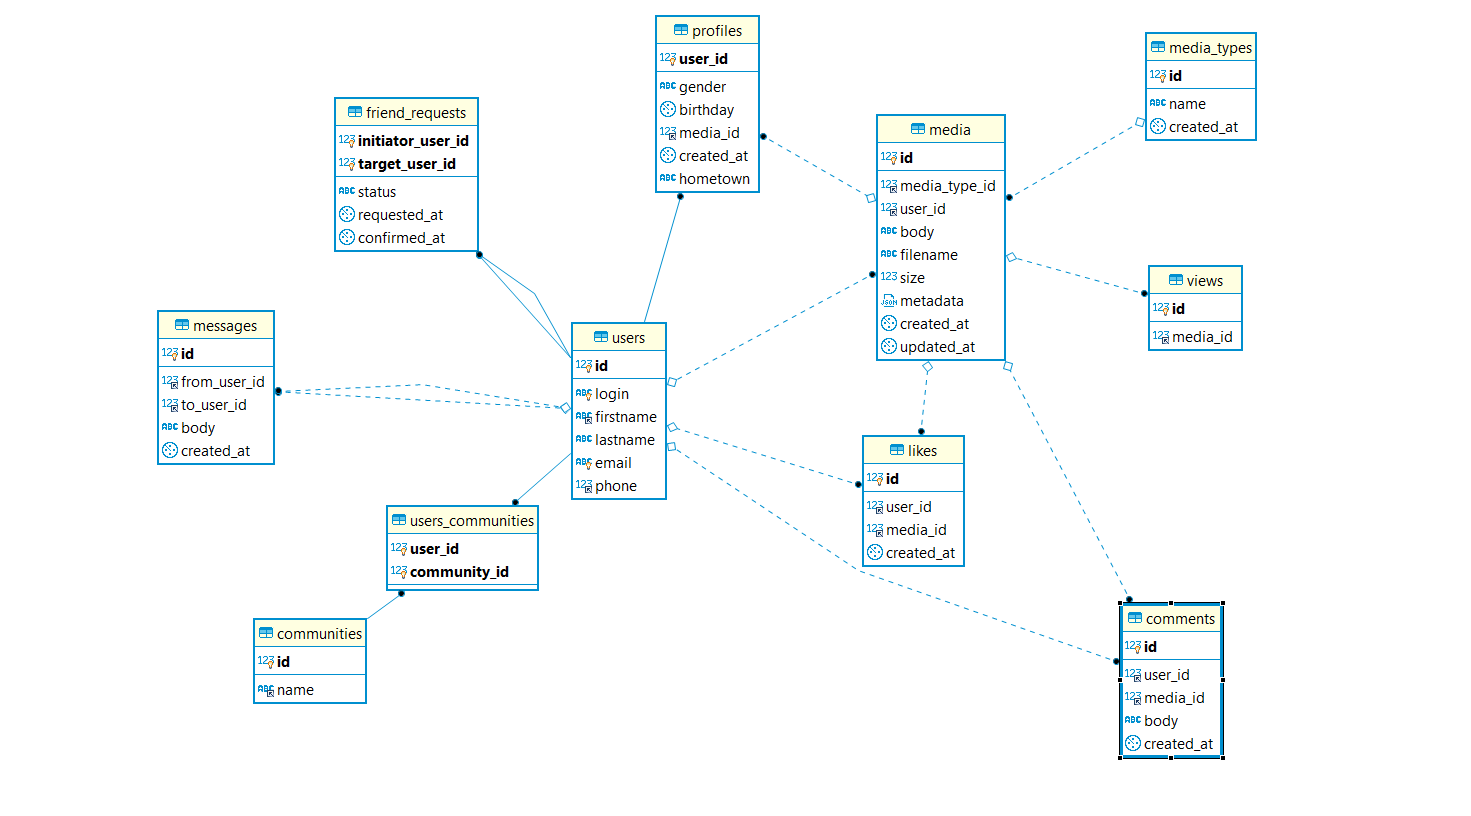 profiles
user_id
gender
birthday
media_id
created_at
hometown
media_types
id
name
created_at
friend_requests
initiator_user_id
target_user_id
status
requested_at
confirmed_at
media
id
media_type_id
user_id
body
filename
size
metadata
created_at
updated_at
views
id
media_id
messages
id
from_user_id
to_user_id
body
created_at
users
id
login
firstname
lastname
email
phone
likes
id
user_id
media_id
created_at
users_communities
user_id
community_id
communities
id
name
comments
id
user_id
media_id
body
created_at